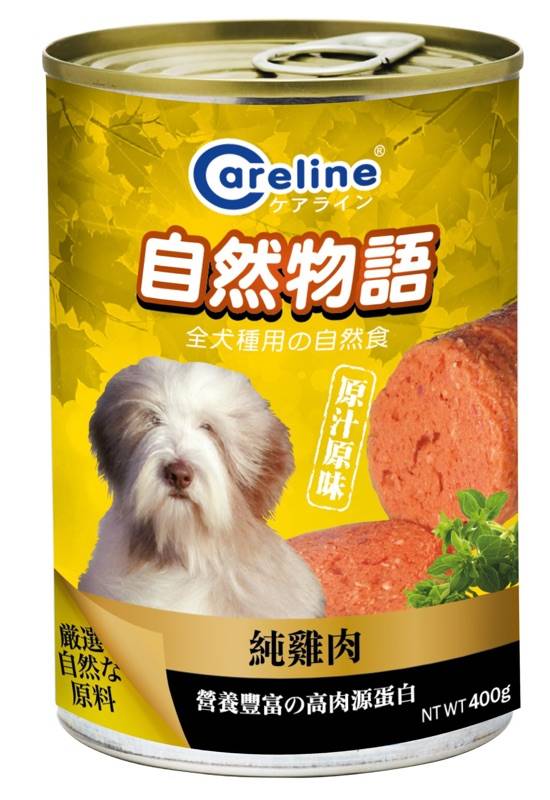 Careline®
ケアライン
自然物語
全犬種用の自然食
原汁原味
厳選
自然な
原料
純雞肉
營養豐富の高肉源蛋白
NT WT 400g